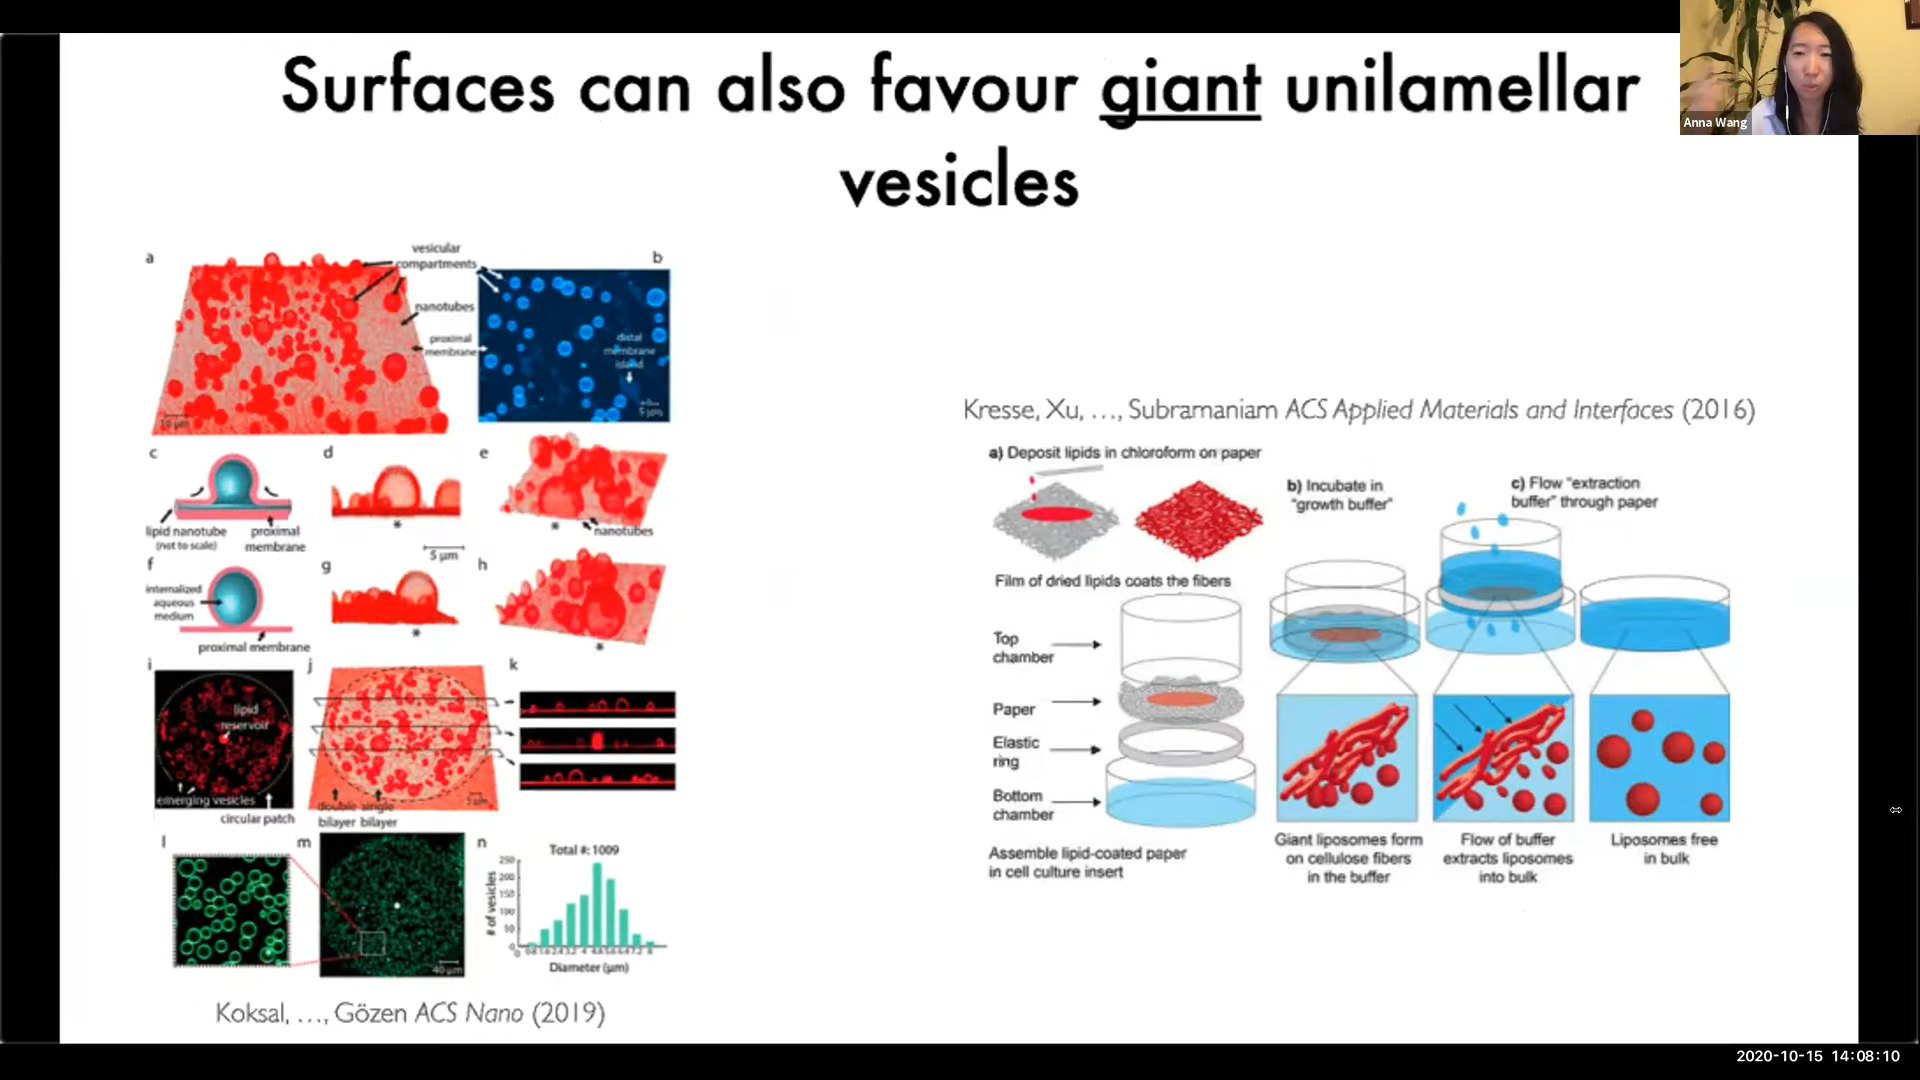 Surfaces can also favour giant unilamellar
vesicles
Anna Wang
a
vesicular
compartments
nanotubes
proximal
membrane
b
distal
membrane
island
5 µm
10 µm
c
lipid nanotube
(not to scale)
proximal
membrane
d
*
5 µm
e
*
nanotubes
f
internalized
aqueous
medium
proximal membrane
g
*
h
*
i
lipid
reservoir
emerging vesicles
circular patch
j
double single
bilayer bilayer
5 µm
k
l
m
40 µm
n
Total #: 1009
# of vesicles
250
200
150
100
50
0
Diameter (µm)
Koksal, ..., Gözen ACS Nano (2019)
Kresse, Xu, ..., Subramaniam ACS Applied Materials and Interfaces (2016)
a) Deposit lipids in chloroform on paper
Film of dried lipids coats the fibers
Top
chamber
Paper
Elastic
ring
Bottom
chamber
Assemble lipid-coated paper
in cell culture insert
b) Incubate in
"growth buffer"
Giant liposomes form
on cellulose fibers
in the buffer
c) Flow "extraction
buffer" through paper
Flow of buffer
extracts liposomes
into bulk
Liposomes free
in bulk
2020-10-15 14:08:10